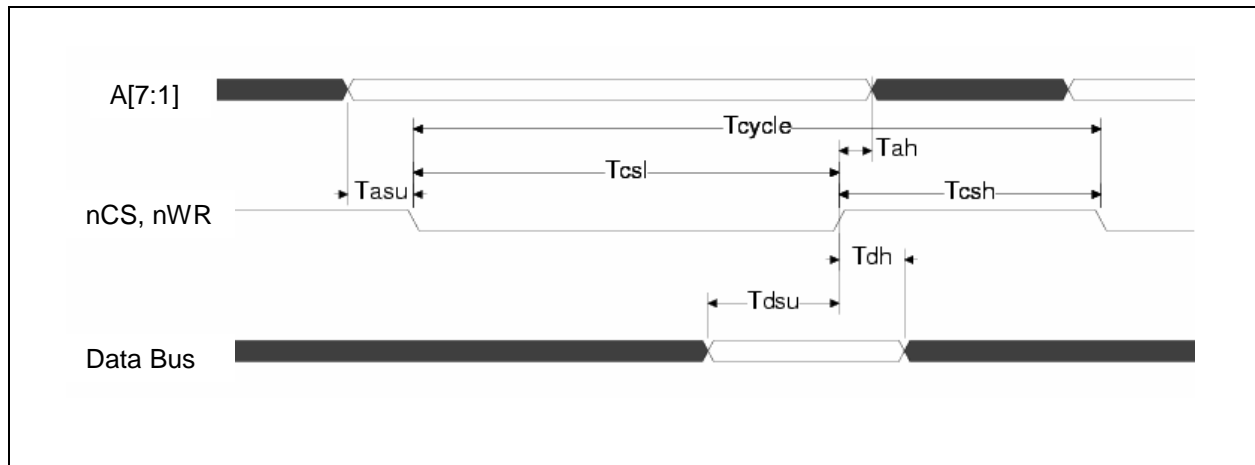 A[7:1]
Tcycle
Tah
Tcsl
Tasu
Tcsh
nCS, nWR
Tdh
Tdsu
Data Bus